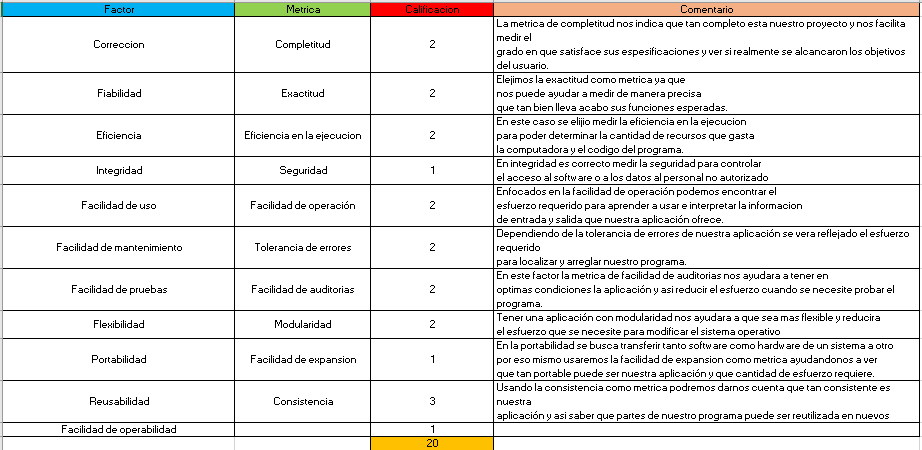 Factor Metrica Calificacion Comentario
La metrica de completitud nos indica que tan completo esta nuestro proyecto y nos facilita
medir el
Correccion Completitud 2 grado en que satisface sus espesificaciones y ver si realmente se alcancaron los objetivos
del usuario.
Elejimos la exactitud como metrica ya que
Fiabilidad Exactitud 2 nos puede ayudar a medir de manera precisa
que tan bien lleva acabo sus funciones esperadas.
En este caso se elijio medir la eficiencia en la ejecucion
Eficiencia Eficiencia en la ejecucion 2 para poder determinar la cantidad de recursos que gasta
la computadora y el codigo del programa.
Integridad Seguridad 1 En integridad es correcto medir la seguridad para controlar
el acceso al software o a los datos al personal no autorizado
Enfocados en la facilidad de operación podemos encontrar el
Facilidad de uso Facilidad de operación 2 esfuerzo requerido para aprender a usar e interpretar la informacion
de entrada y salida que nuestra aplicación ofrece.
Dependiendo de la tolerancia de errores de nuestra aplicación se vera reflejado el esfuerzo
Facilidad de mantenimiento Tolerancia de errores 2 requerido
para localizar y arreglar nuestro programa.
En este factor la metrica de facilidad de auditorias nos ayudara a tener en
Facilidad de pruebas Facilidad de auditorias 2 optimas condiciones la aplicación y asi reducir el esfuerzo cuando se necesite probar el
programa.
Flexibilidad Modularidad 2 Tener una aplicación con modularidad nos ayudara a que sea mas flexible y reducira
el esfuerzo que se necesite para modificar el sistema operativo
En la portabilidad se busca transferir tanto software como hardware de un sistema a otro
Portabilidad Facilidad de expansion 1 por eso mismo usaremos la facilidad de expansion como metrica ayudandonos a ver
que tan portable puede ser nuestra aplicación y que cantidad de esfuerzo requiere.
Usando la consistencia como metrica podremos darnos cuenta que tan consistente es
Reusabilidad Consistencia 3 nuestra
aplicación y asi saber que partes de nuestro programa puede ser reutilizada en nuevos
Facilidad de operabilidad 1
20